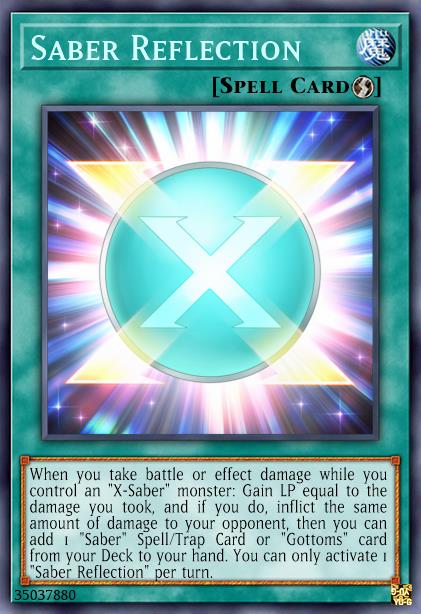 Saber Reflection
魔
[Spell Card]
X
When you take battle or effect damage while you
control an "X-Saber" monster: Gain LP equal to the
damage you took, and if you do, inflict the same
amount of damage to your opponent, then you can
add 1 "Saber" Spell/Trap Card or "Gottoms" card
from your Deck to your hand. You can only activate 1
"Saber Reflection" per turn.
35037880